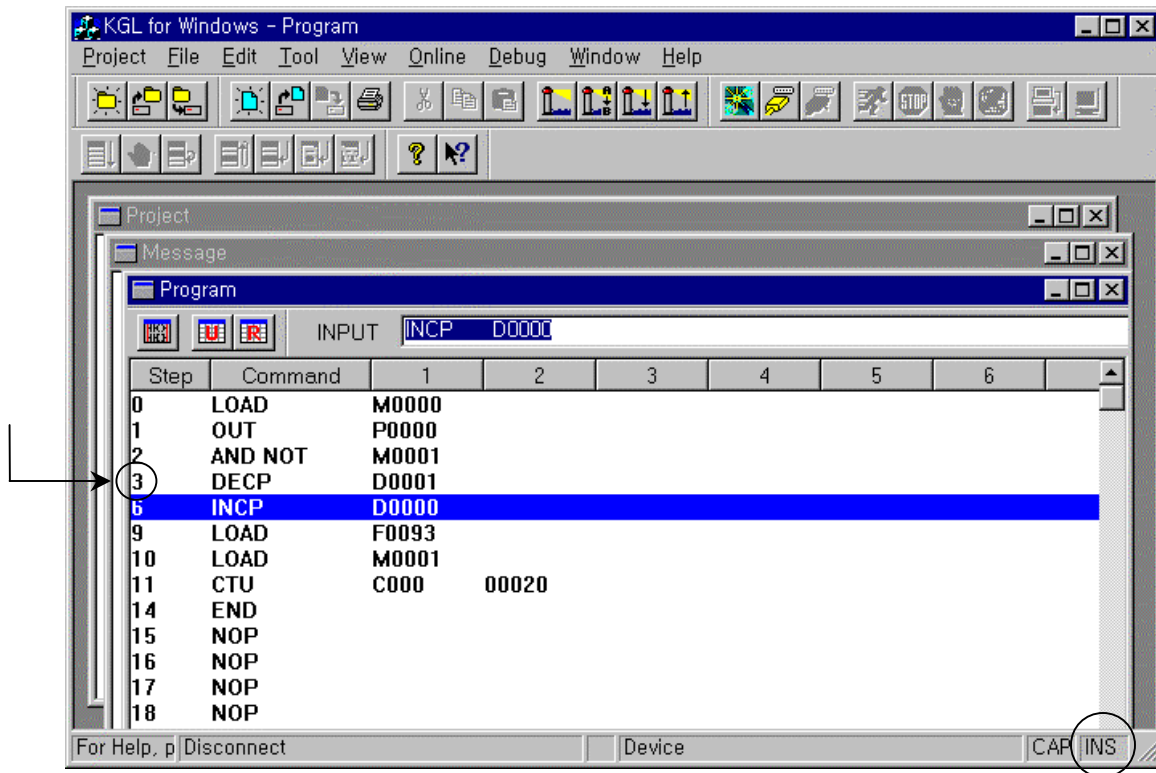 KGL for Windows – Program
Project File Edit Tool View Online Debug Window Help
STOP
Project
Message
Program
U R INPUT INCP D0000
Step Command 1 2 3 4 5 6
0 LOAD M0000
1 OUT P0000
2 AND NOT M0001
3 DECP D0001
6 INCP D0000
9 LOAD F0093
10 LOAD M0001
11 CTU C000 00020
14 END
15 NOP
16 NOP
17 NOP
18 NOP
For Help, p Disconnect Device CAP INS